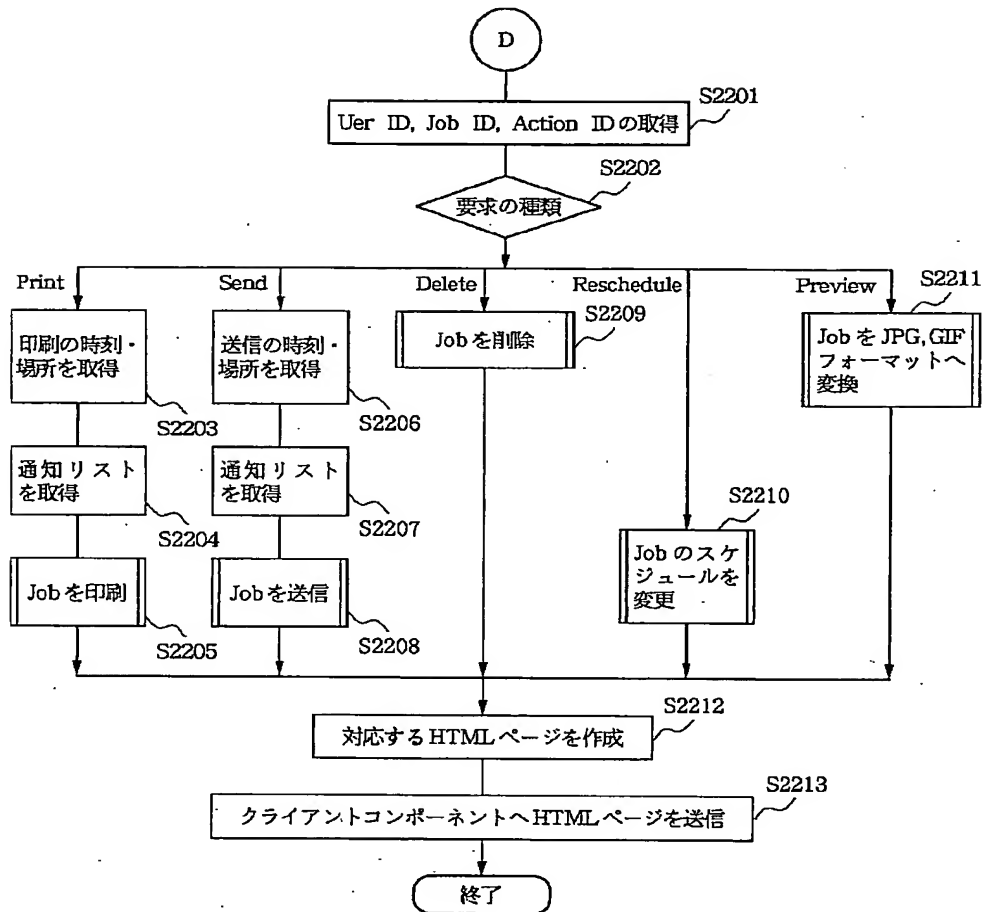 D
S2201
Uer ID, Job ID, Action IDの取得
S2202
要求の種類
Print
Send
Delete
Reschedule
Preview
S2211
S2209
印刷の時刻・
場所を取得
送信の時刻・
場所を取得
Jobを削除
JobをJPG,GIF
フォーマットへ
変換
S2203
S2206
通知リスト
を取得
通知リスト
を取得
S2204
S2207
S2210
Jobのスケ
ジュールを
変更
Jobを印刷
Jobを送信
S2205
S2208
S2212
対応するHTMLページを作成
S2213
クライアントコンポーネントへHTMLページを送信
終了